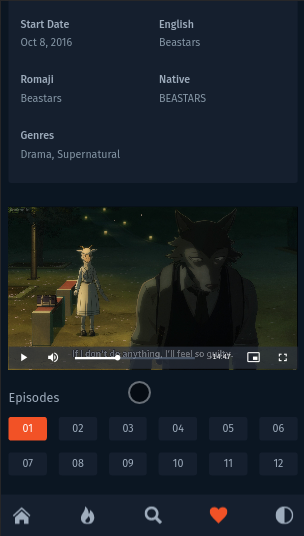 Start Date English
Oct 8, 2016 Beastars
Romaji Native
Beastars BEASTARS
Genres
Drama, Supernatural
If I don't do anything, I'll feel so guilty.
14:47
Episodes
01 02 03 04 05 06
07 08 09 10 11 12